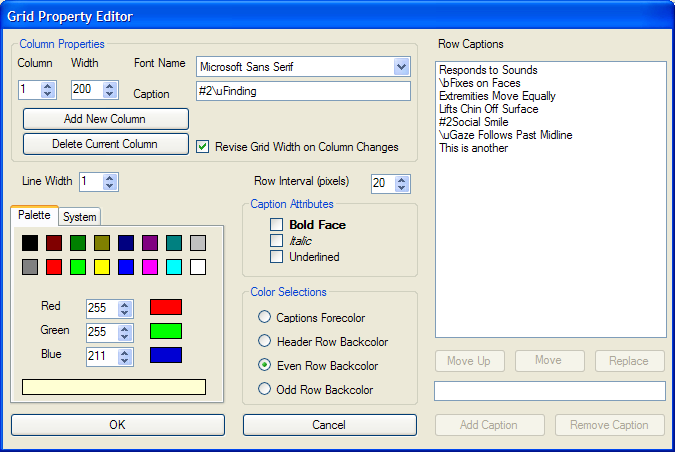 Grid Property Editor
Column Properties
Column Width Font Name Microsoft Sans Serif
1 200 Caption #2\uFinding
Add New Column
Delete Current Column Revise Grid Width on Column Changes
Line Width 1 Row Interval (pixels) 20
Palette System
Red 255
Green 255
Blue 211
Caption Attributes
Bold Face
Italic
Underlined
Color Selections
Captions Forecolor
Header Row Backcolor
Even Row Backcolor
Odd Row Backcolor
OK Cancel
Row Captions
Responds to Sounds
\bFixes on Faces
Extremities Move Equally
Lifts Chin Off Surface
#2Social Smile
\uGaze Follows Past Midline
This is another
Move Up Move Replace
Add Caption Remove Caption